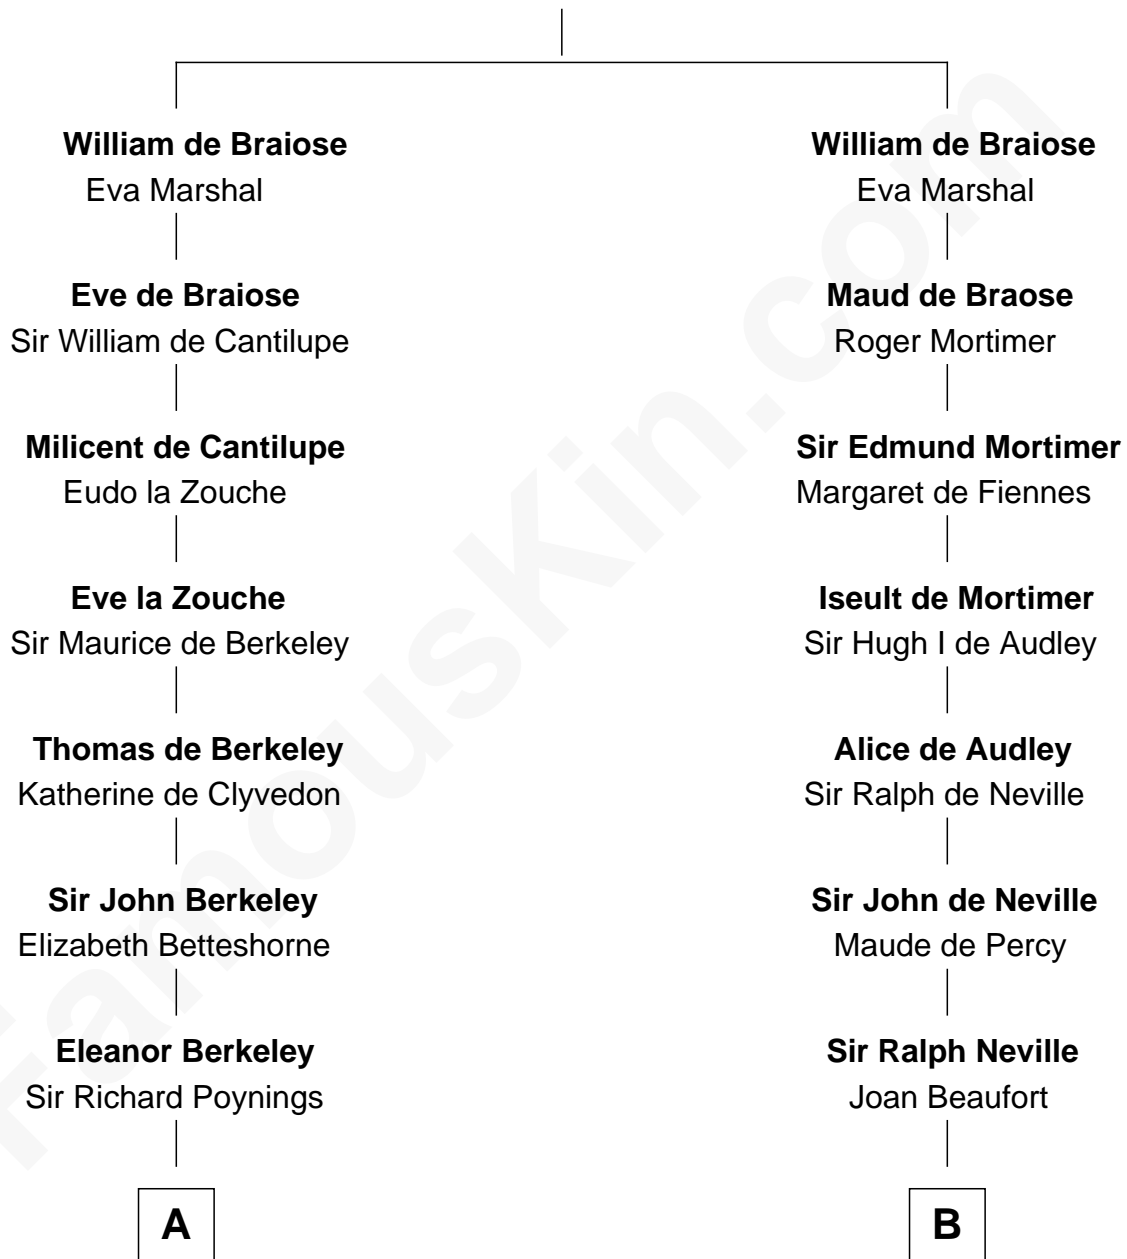 William de Braiose
Eva Marshal
Eve de Braiose
Sir William de Cantilupe
Milicent de Cantilupe
Eudo la Zouche
Eve la Zouche
Sir Maurice de Berkeley
Thomas de Berkeley
Katherine de Clyvedon
Sir John Berkeley
Elizabeth Betteshorne
Eleanor Berkeley
Sir Richard Poynings
A
William de Braiose
Eva Marshal
Maud de Braose
Roger Mortimer
Sir Edmund Mortimer
Margaret de Fiennes
Iseult de Mortimer
Sir Hugh I de Audley
Alice de Audley
Sir Ralph de Neville
Sir John de Neville
Maude de Percy
Sir Ralph Neville
Joan Beaufort
B
FamousKin.com